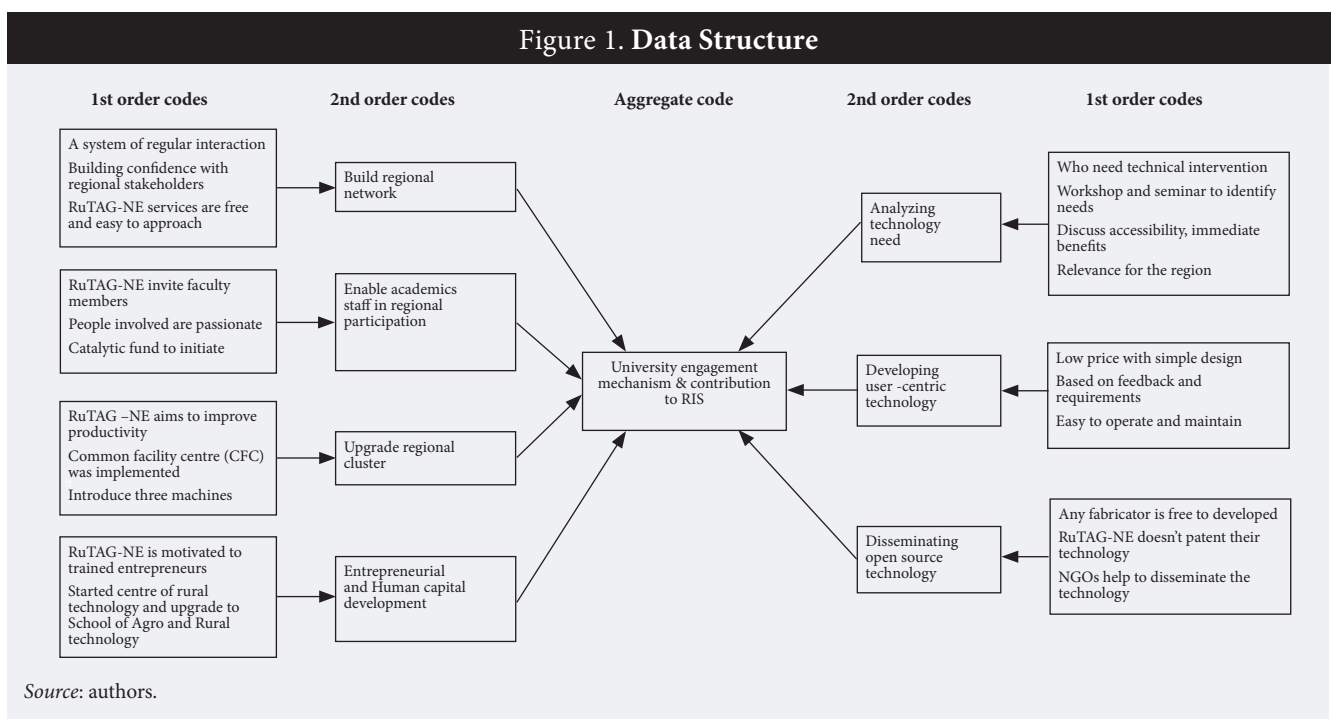 Figure 1. Data Structure
1st order codes
2nd order codes
Aggregate code
2nd order codes
1st order codes
A system of regular interaction
Building confidence with
regional stakeholders
RuTAG-NE services are free
and easy to approach
Build regional
network
RuTAG-NE invite faculty
members
People involved are passionate
Catalytic fund to initiate
Enable academics
staff in regional
participation
RuTAG –NE aims to improve
productivity
Common facility centre (CFC)
was implemented
Introduce three machines
Upgrade regional
cluster
RuTAG-NE is motivated to
trained entrepreneurs
Started centre of rural
technology and upgrade to
School of Agro and Rural
technology
Entrepreneurial
and Human capital
development
University engagement
mechanism & contribution
to RIS
Analyzing
technology
need
Who need technical intervention
Workshop and seminar to identify
needs
Discuss accessibility, immediate
benefits
Relevance for the region
Developing
user -centric
technology
Low price with simple design
Based on feedback and
requirements
Easy to operate and maintain
Disseminating
open source
technology
Any fabricator is free to developed
RuTAG-NE doesn't patent their
technology
NGOs help to disseminate the
technology
Source: authors.